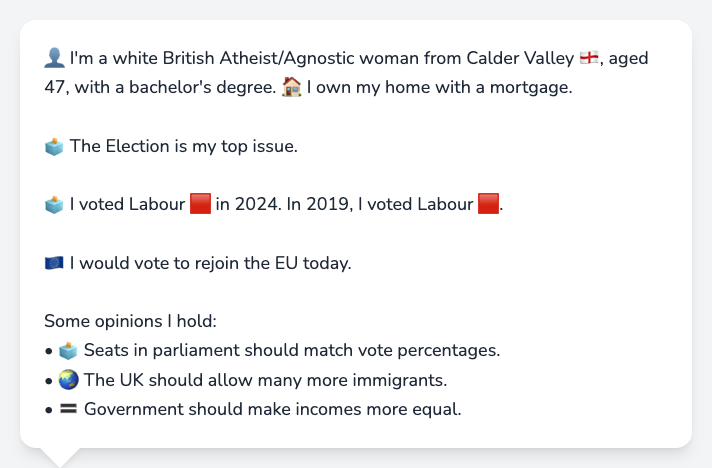 👤 I'm a white British Atheist/Agnostic woman from Calder Valley 🏴󠁧󠁢󠁥󠁮󠁧󠁿, aged
47, with a bachelor's degree. 🏠 I own my home with a mortgage.
🗳️ The Election is my top issue.
🗳️ I voted Labour 🟥 in 2024. In 2019, I voted Labour 🟥.
🇪🇺 I would vote to rejoin the EU today.
Some opinions I hold:
• 🗳️ Seats in parliament should match vote percentages.
• 🌏 The UK should allow many more immigrants.
• 🟰 Government should make incomes more equal.